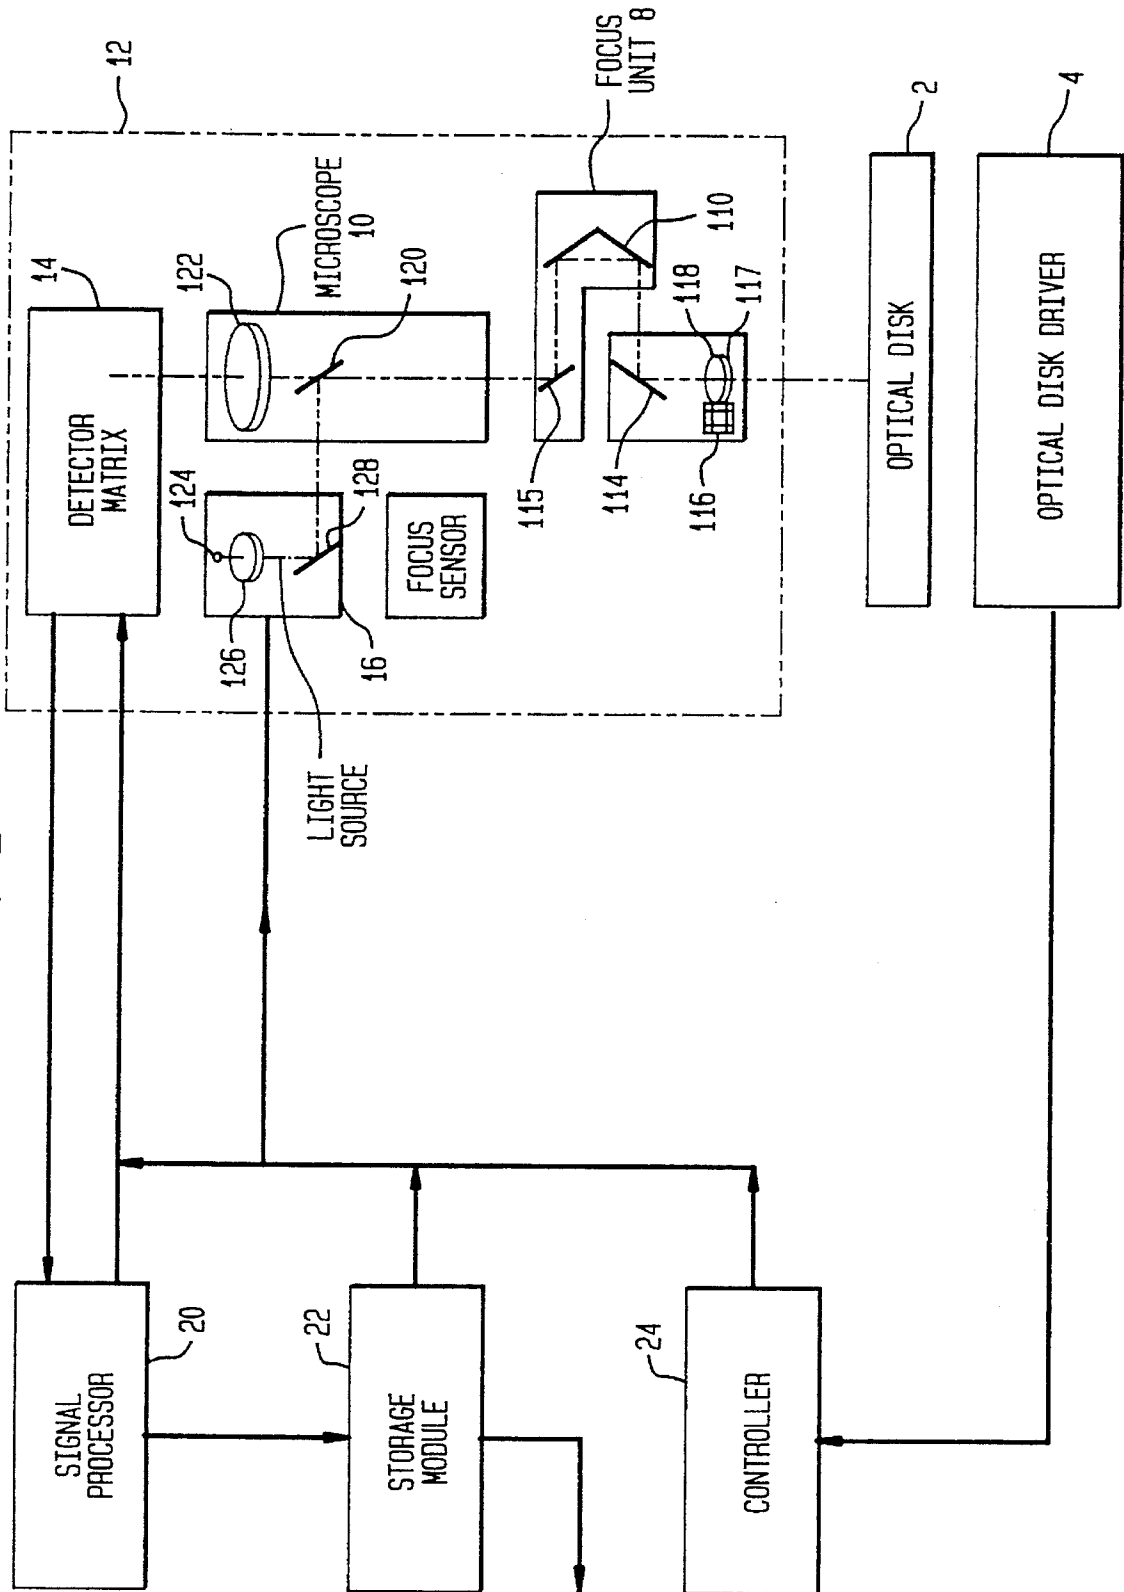 12
14
DETECTOR
MATRIX
122
MICROSCOPE
10
120
124
126
128
16
LIGHT
SOURCE
FOCUS
SENSOR
FOCUS
UNIT 8
110
115
114
118
117
116
2
OPTICAL DISK
4
OPTICAL DISK DRIVER
SIGNAL
PROCESSOR
20
22
STORAGE
MODULE
24
CONTROLLER